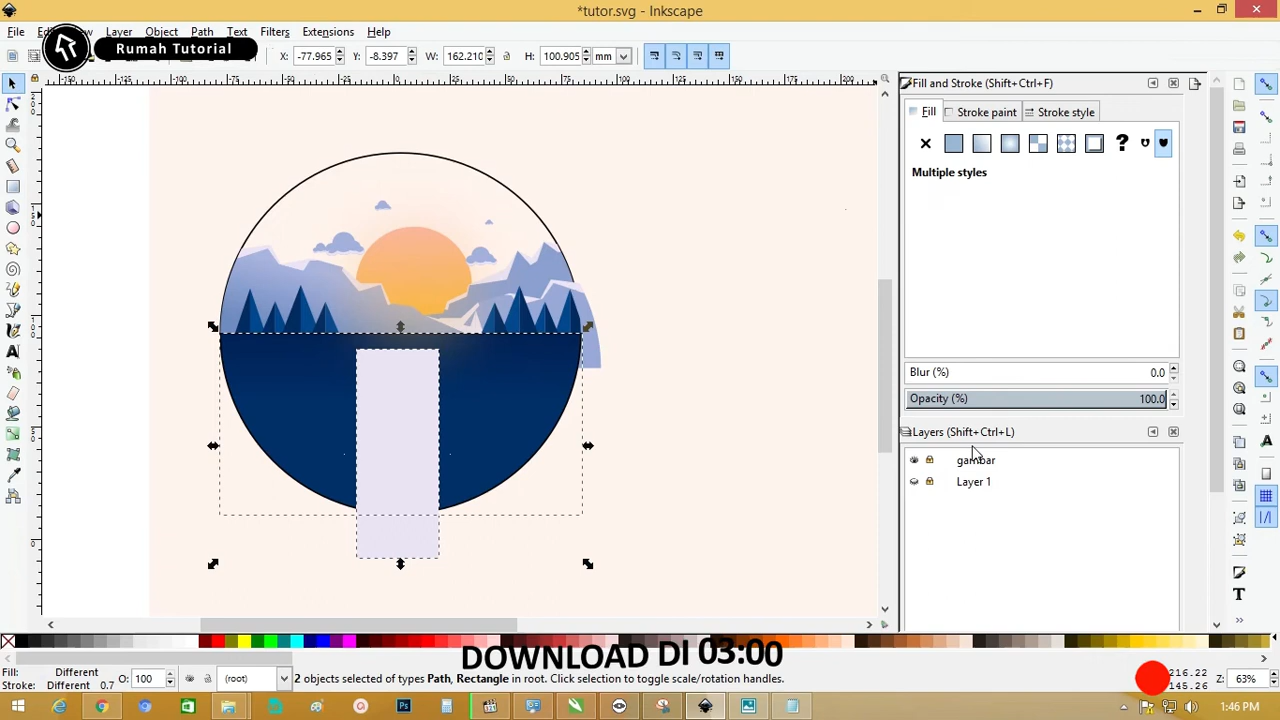 *tutor.svg - Inkscape
File Layer Object Path Text Filters Extensions Help
Rumah Tutorial
X: -77.965 Y: -8.397 W: 162.210 H: 100.905 mm
Fill and Stroke (Shift+Ctrl+F)
Fill Stroke paint Stroke style
Multiple styles
Blur (%) 0.0
Opacity (%) 100.0
Layers (Shift+Ctrl+L)
gambar
Layer 1
DOWNLOAD DI 03:00
Fill: Different
Stroke: Different 0.7
O: 100
(root)
2 objects selected of types Path, Rectangle in root. Click selection to toggle scale/rotation handles.
216.22
145.26
Z: 63%
1:46 PM